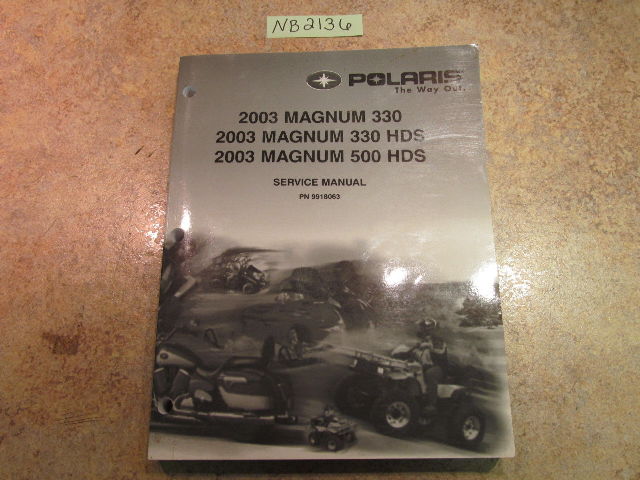 NB2136
POLARIS
The Way Out.
2003 MAGNUM 330
2003 MAGNUM 330 HDS
2003 MAGNUM 500 HDS
SERVICE MANUAL
PN 9918063